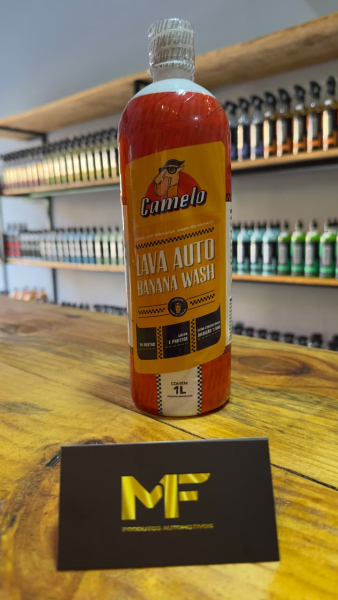 Camelo
LAVA AUTO
BANANA WASH
CONTÉM
1L
MF
PRODUTOS AUTOMOTIVOS